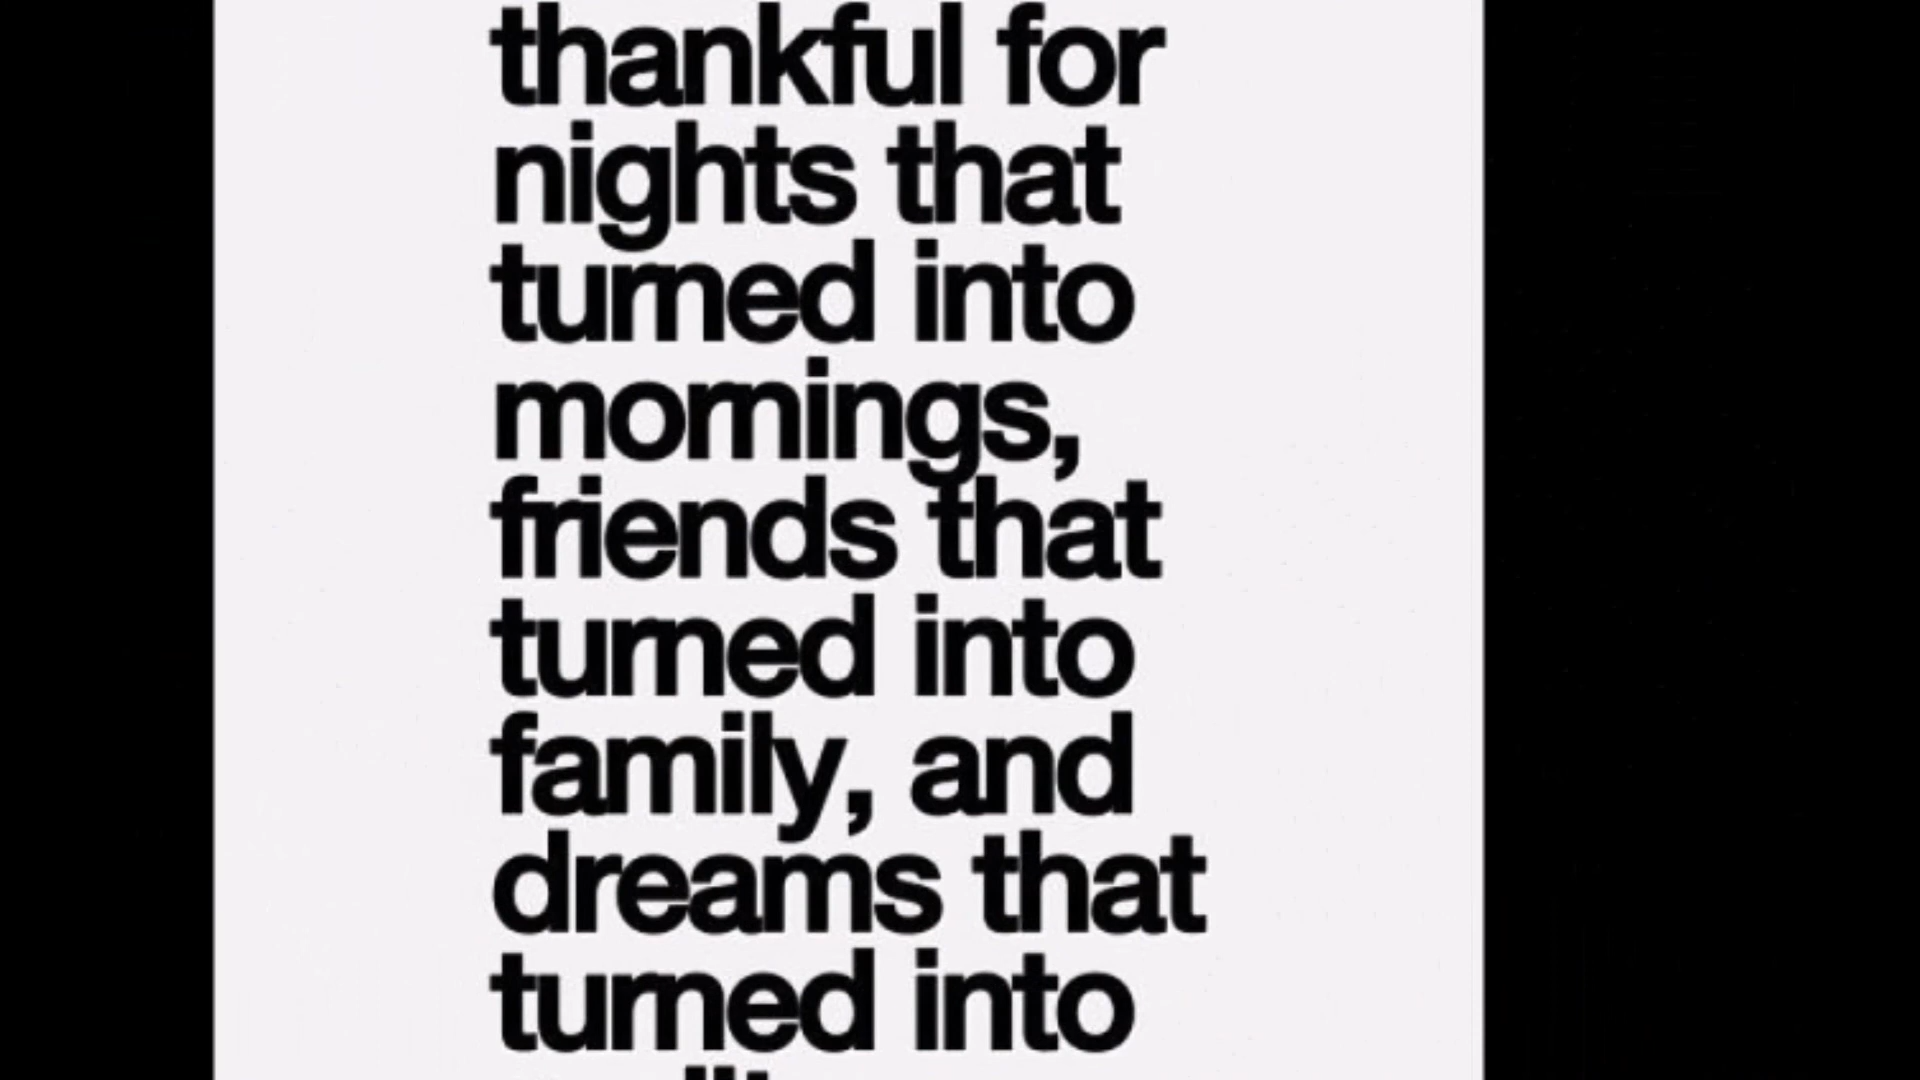 thankful for
nights that
turned into
mornings,
friends that
turned into
family, and
dreams that
turned into